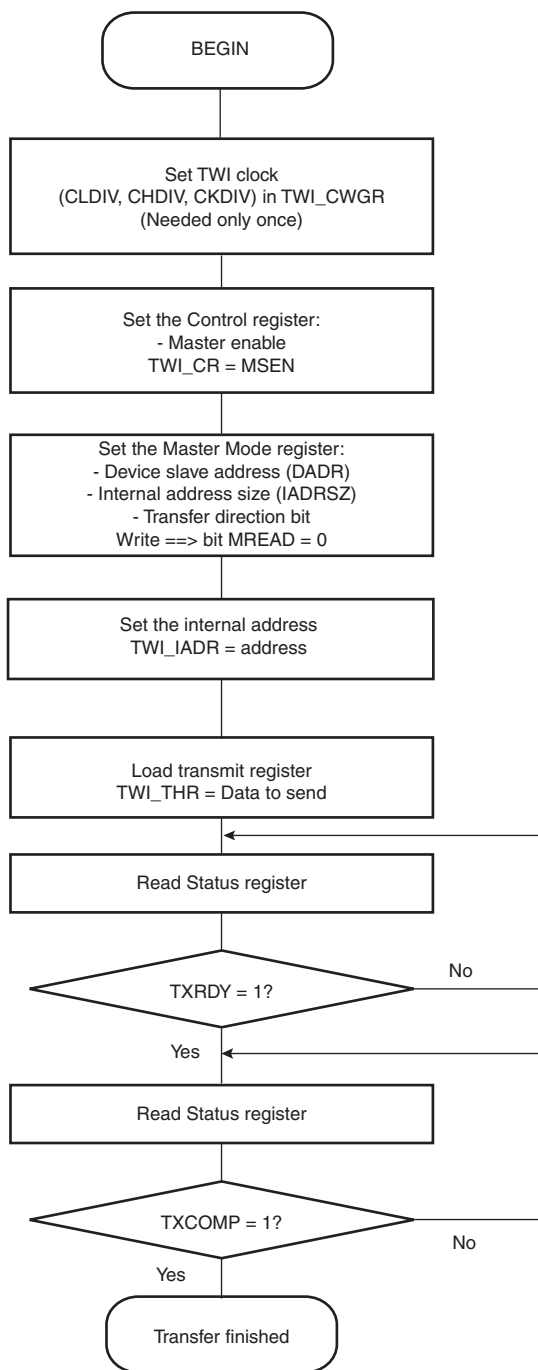 BEGIN
Set TWI clock
(CLDIV, CHDIV, CKDIV) in TWI_CWGR
(Needed only once)
Set the Control register:
- Master enable
TWI_CR = MSEN
Set the Master Mode register:
- Device slave address (DADR)
- Internal address size (IADRSZ)
- Transfer direction bit
Write ==> bit MREAD = 0
Set the internal address
TWI_IADR = address
Load transmit register
TWI_THR = Data to send
Read Status register
No
TXRDY = 1?
Yes
Read Status register
TXCOMP = 1?
No
Yes
Transfer finished